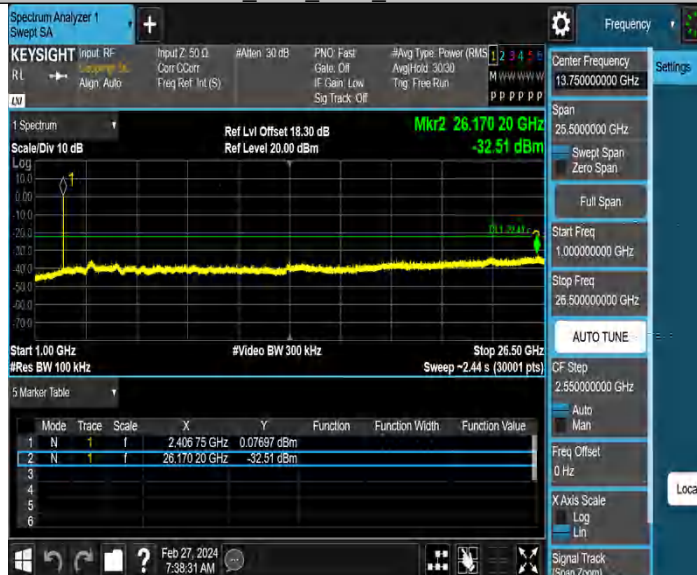 Spectrum Analyzer 1
Swept SA
Frequency
KEYSIGHT
Input: RF
RL
Align: Auto
Input Z: 50 Ω
Corr CCorr
Freq Ref: Int (S)
#Atten: 30 dB
PNO: Fast
Gate: Off
IF Gain: Low
Sig Track: Off
#Avg Type: Power (RMS
Avg|Hold: 30/30
Trig: Free Run
1 2 3 4 5 6
M W W W W W
P P P P P P
LXI
1 Spectrum
Scale/Div 10 dB
Ref Lvl Offset 18.30 dB
Ref Level 20.00 dBm
Mkr2 26.170 20 GHz
-32.51 dBm
Log
10.0
0.00
-10.0
-20.0
-30.0
-40.0
-50.0
-60.0
-70.0
1
2
Start 1.00 GHz
#Res BW 100 kHz
#Video BW 300 kHz
Stop 26.50 GHz
Sweep ~2.44 s (30001 pts)
5 Marker Table
Mode Trace Scale X Y Function Function Width Function Value
1 N 1 f 2.406 75 GHz 0.07697 dBm
2 N 1 f 26.170 20 GHz -32.51 dBm
3
4
5
6
Feb 27, 2024
7:38:31 AM
Center Frequency
13.750000000 GHz
Settings
Span
25.5000000 GHz
Swept Span
Zero Span
Full Span
Start Freq
1.000000000 GHz
Stop Freq
26.500000000 GHz
AUTO TUNE
CF Step
2.550000000 GHz
Auto
Man
Freq Offset
0 Hz
X Axis Scale
Log
Lin
Signal Track
(Span Zoom)
Loca